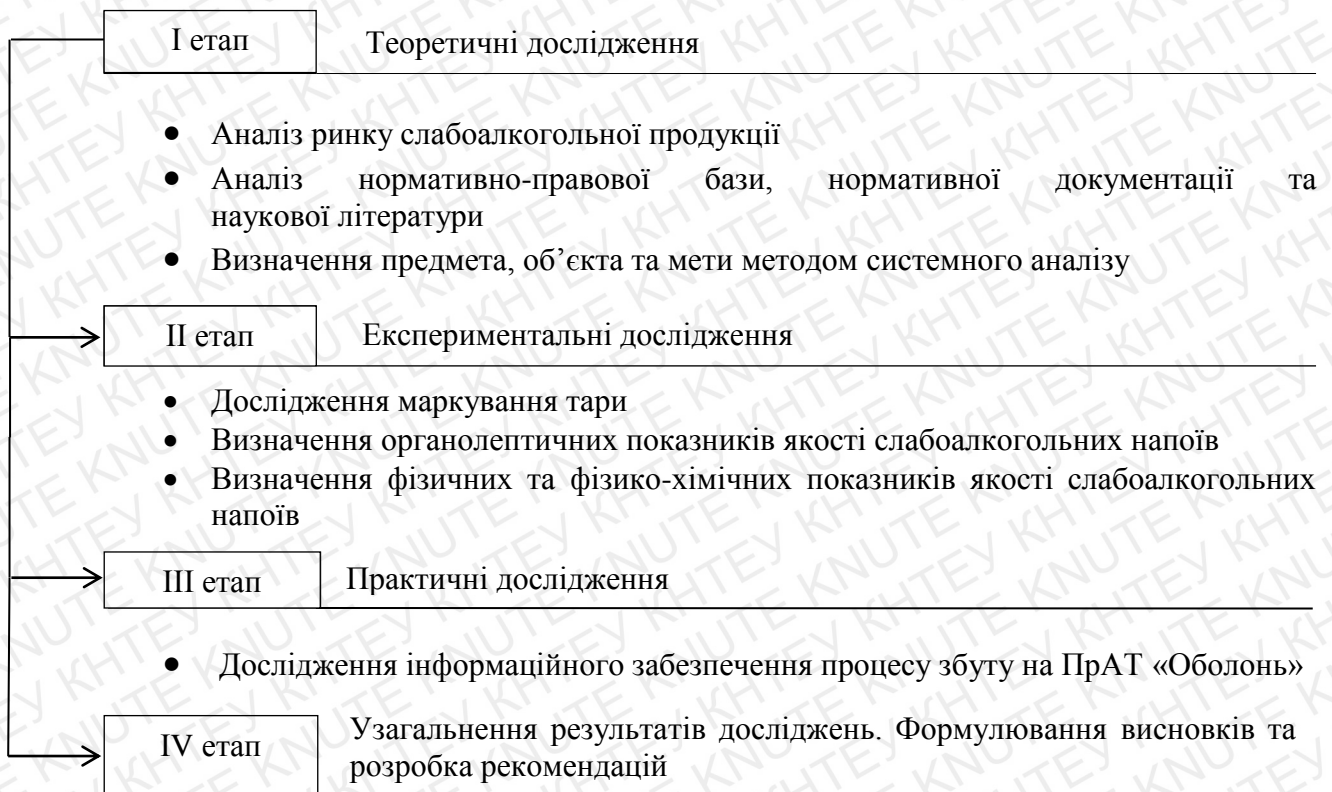 І етап Теоретичні дослідження
• Аналіз ринку слабоалкогольної продукції
• Аналіз нормативно-правової бази, нормативної документації та
наукової літератури
• Визначення предмета, об’єкта та мети методом системного аналізу
ІІ етап Експериментальні дослідження
• Дослідження маркування тари
• Визначення органолептичних показників якості слабоалкогольних напоїв
• Визначення фізичних та фізико-хімічних показників якості слабоалкогольних
напоїв
ІІІ етап Практичні дослідження
• Дослідження інформаційного забезпечення процесу збуту на ПрАТ «Оболонь»
IV етап Узагальнення результатів досліджень. Формулювання висновків та
розробка рекомендацій